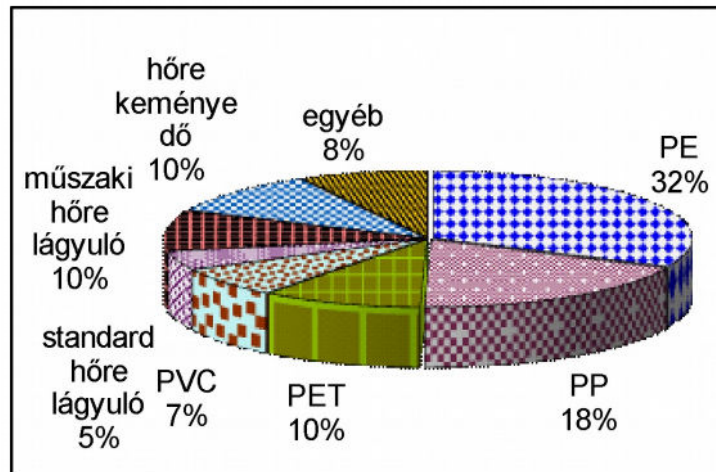 hőre
keménye
dő
10%
egyéb
8%
PE
32%
műszaki
hőre
lágyuló
10%
standard
hőre
lágyuló
5%
PVC
7%
PET
10%
PP
18%